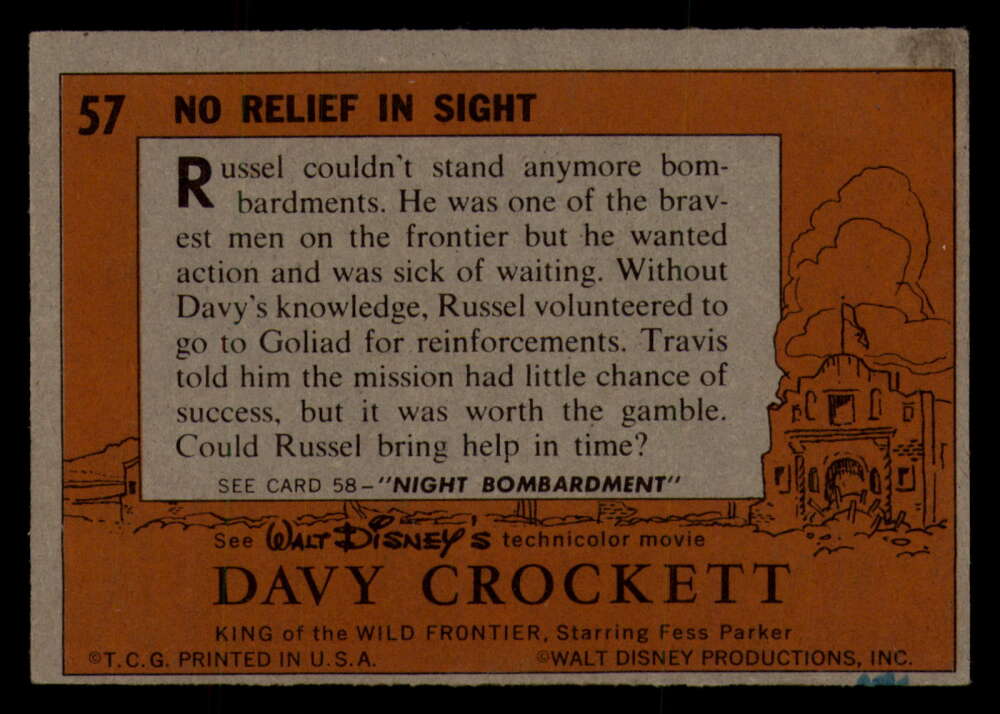 57 NO RELIEF IN SIGHT
Russel couldn't stand anymore bom-
bardments. He was one of the brav-
est men on the frontier but he wanted
action and was sick of waiting. Without
Davy's knowledge, Russel volunteered to
go to Goliad for reinforcements. Travis
told him the mission had little chance of
success, but it was worth the gamble.
Could Russel bring help in time?
SEE CARD 58-"NIGHT BOMBARDMENT"
See WALT DISNEY'S technicolor movie
DAVY CROCKETT
KING of the WILD FRONTIER, Starring Fess Parker
©T.C.G. PRINTED IN U.S.A. ©WALT DISNEY PRODUCTIONS, INC.